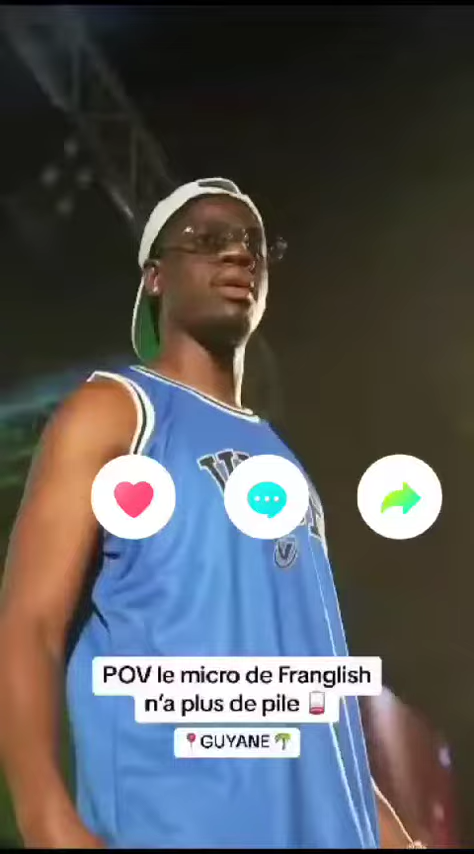 POV le micro de Franglish
n'a plus de pile 🪫
📍GUYANE 🌴